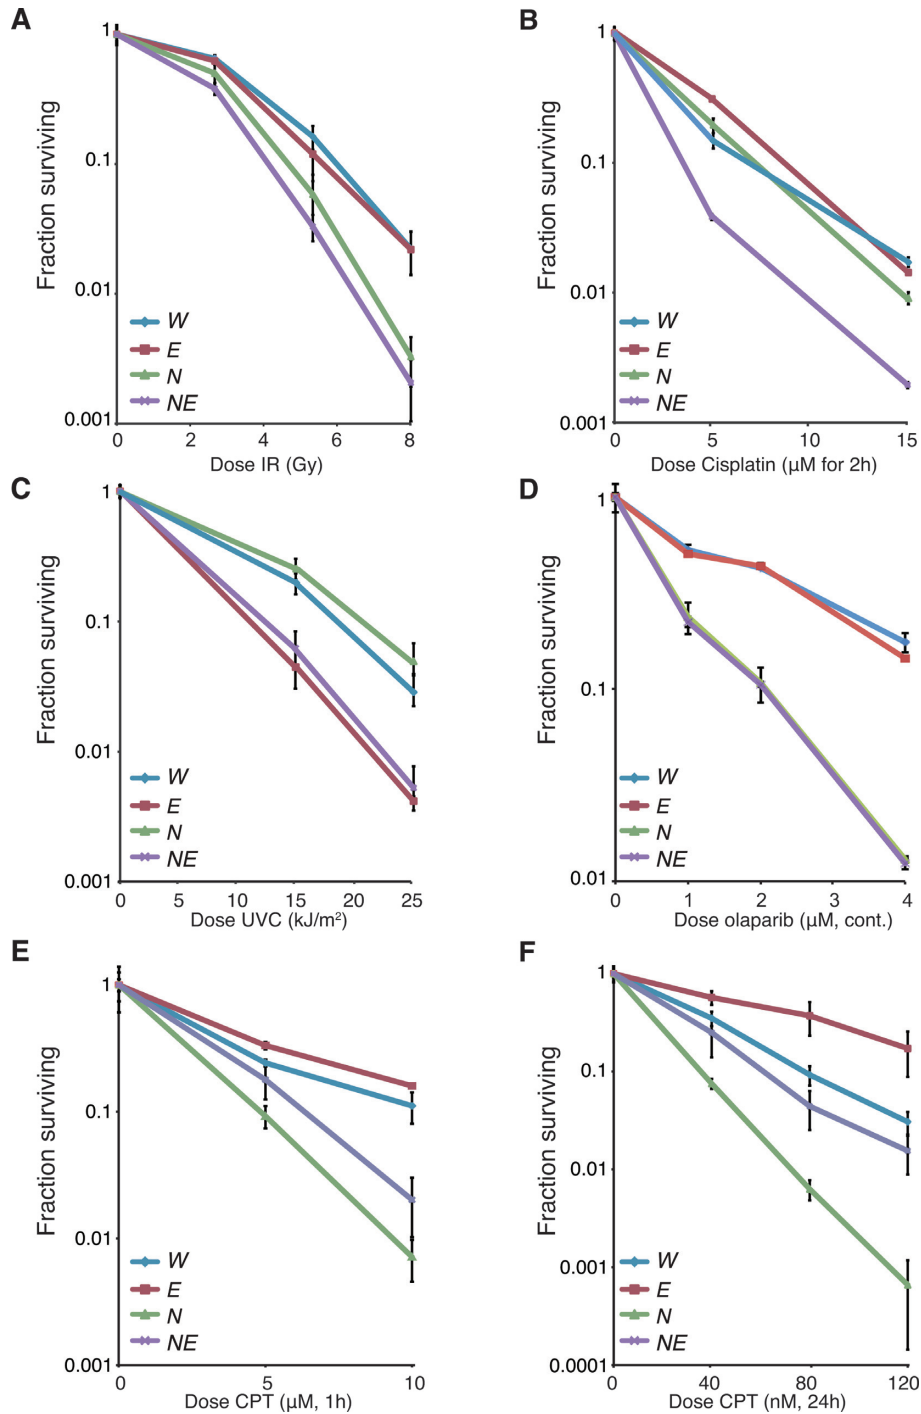 A
Fraction surviving
1
0.1
0.01
0.001
W
E
N
NE
0 2 4 6 8
Dose IR (Gy)
B
Fraction surviving
1
0.1
0.01
0.001
W
E
N
NE
0 5 10 15
Dose Cisplatin (µM for 2h)
C
Fraction surviving
1
0.1
0.01
0.001
W
E
N
NE
0 5 10 15 20 25
Dose UVC (kJ/m²)
D
Fraction surviving
1
0.1
0.01
W
E
N
NE
0 1 2 3 4
Dose olaparib (µM, cont.)
E
Fraction surviving
1
0.1
0.01
0.001
W
E
N
NE
0 5 10
Dose CPT (µM, 1h)
F
Fraction surviving
1
0.1
0.01
0.001
0.0001
W
E
N
NE
0 40 80 120
Dose CPT (nM, 24h)